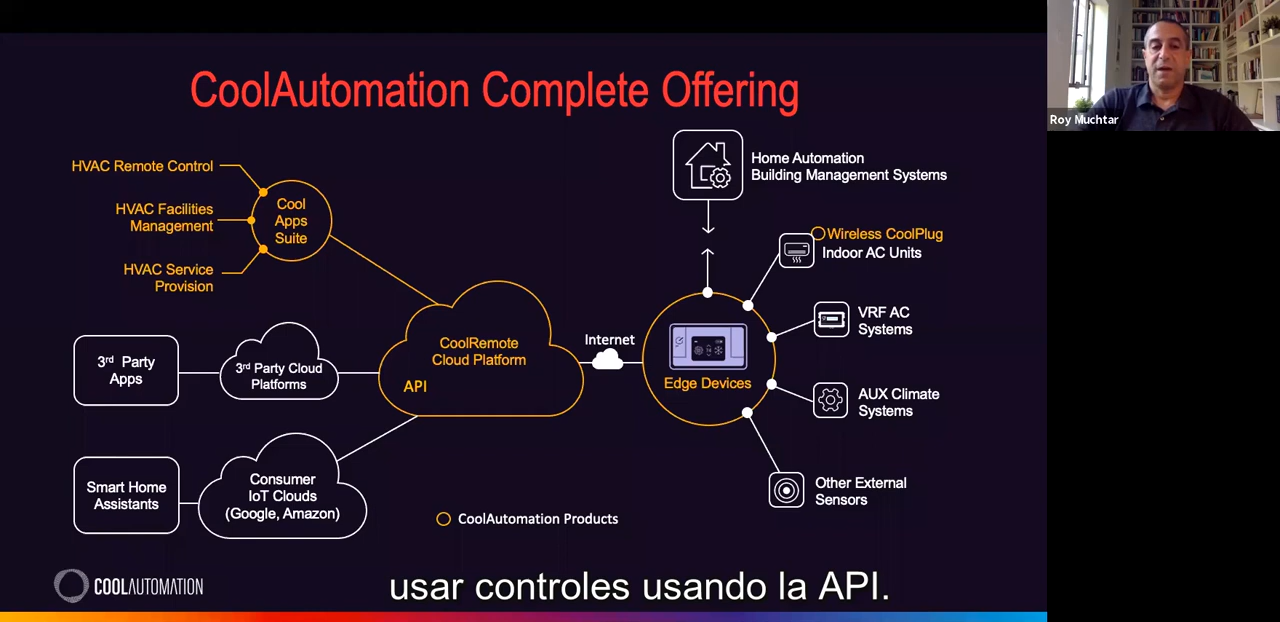 CoolAutomation Complete Offering
Roy Muchtar
HVAC Remote Control
HVAC Facilities
Management
HVAC Service
Provision
Cool
Apps
Suite
Home Automation
Building Management Systems
Wireless CoolPlug
Indoor AC Units
VRF AC
Systems
AUX Climate
Systems
Other External
Sensors
Edge Devices
Internet
CoolRemote
Cloud Platform
API
3rd Party
Apps
3rd Party Cloud
Platforms
Smart Home
Assistants
Consumer
IoT Clouds
(Google, Amazon)
CoolAutomation Products
COOLAUTOMATION
usar controles usando la API.